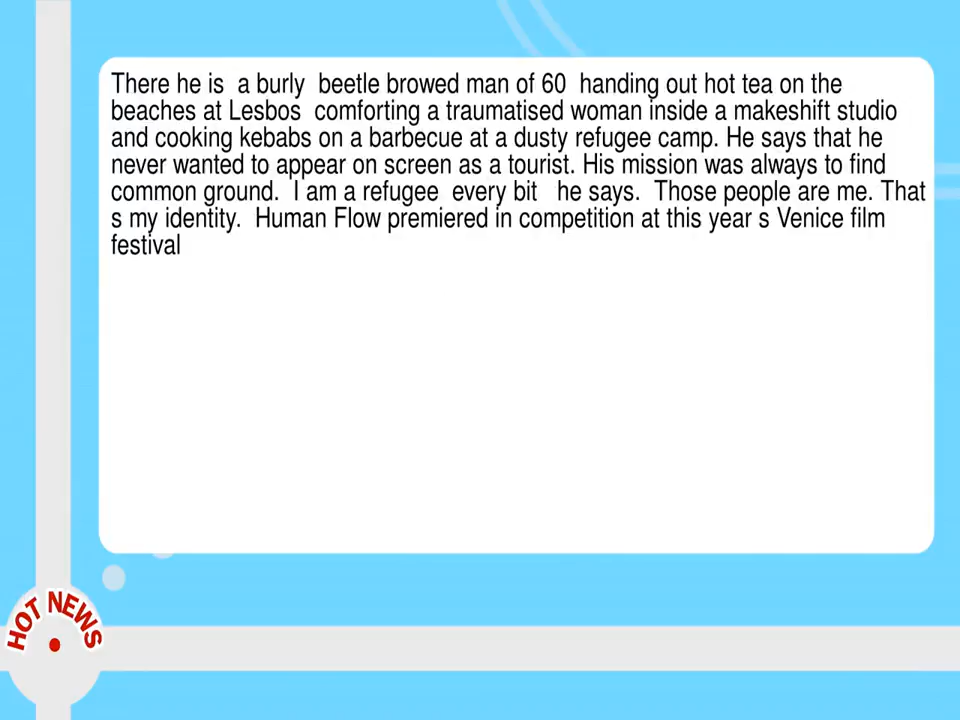 There he is  a burly  beetle browed man of 60  handing out hot tea on the
beaches at Lesbos  comforting a traumatised woman inside a makeshift studio
and cooking kebabs on a barbecue at a dusty refugee camp. He says that he
never wanted to appear on screen as a tourist. His mission was always to find
common ground.  I am a refugee  every bit   he says.  Those people are me. That
s my identity.  Human Flow premiered in competition at this year s Venice film
festival
HOT NEWS